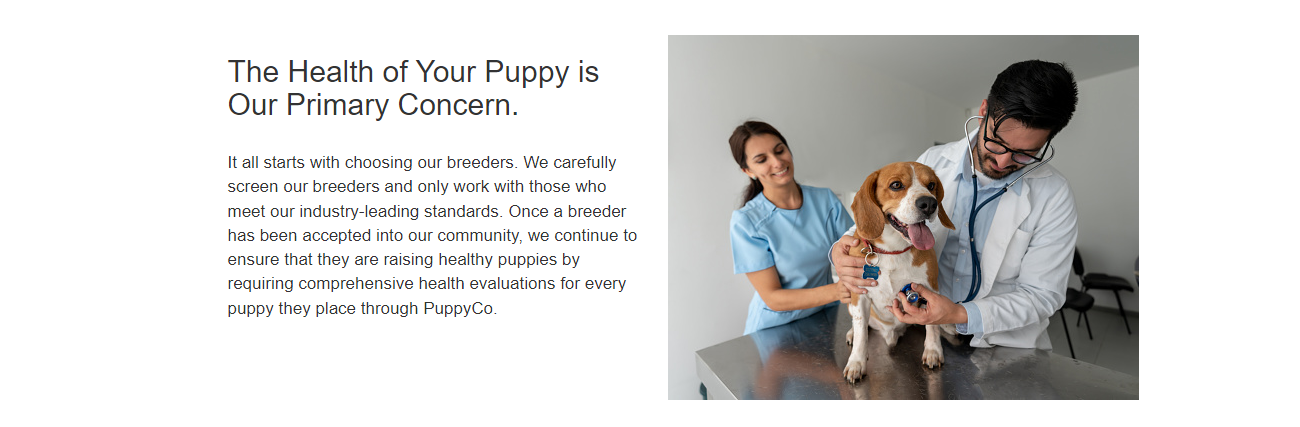 The Health of Your Puppy is
Our Primary Concern.
It all starts with choosing our breeders. We carefully
screen our breeders and only work with those who
meet our industry-leading standards. Once a breeder
has been accepted into our community, we continue to
ensure that they are raising healthy puppies by
requiring comprehensive health evaluations for every
puppy they place through PuppyCo.